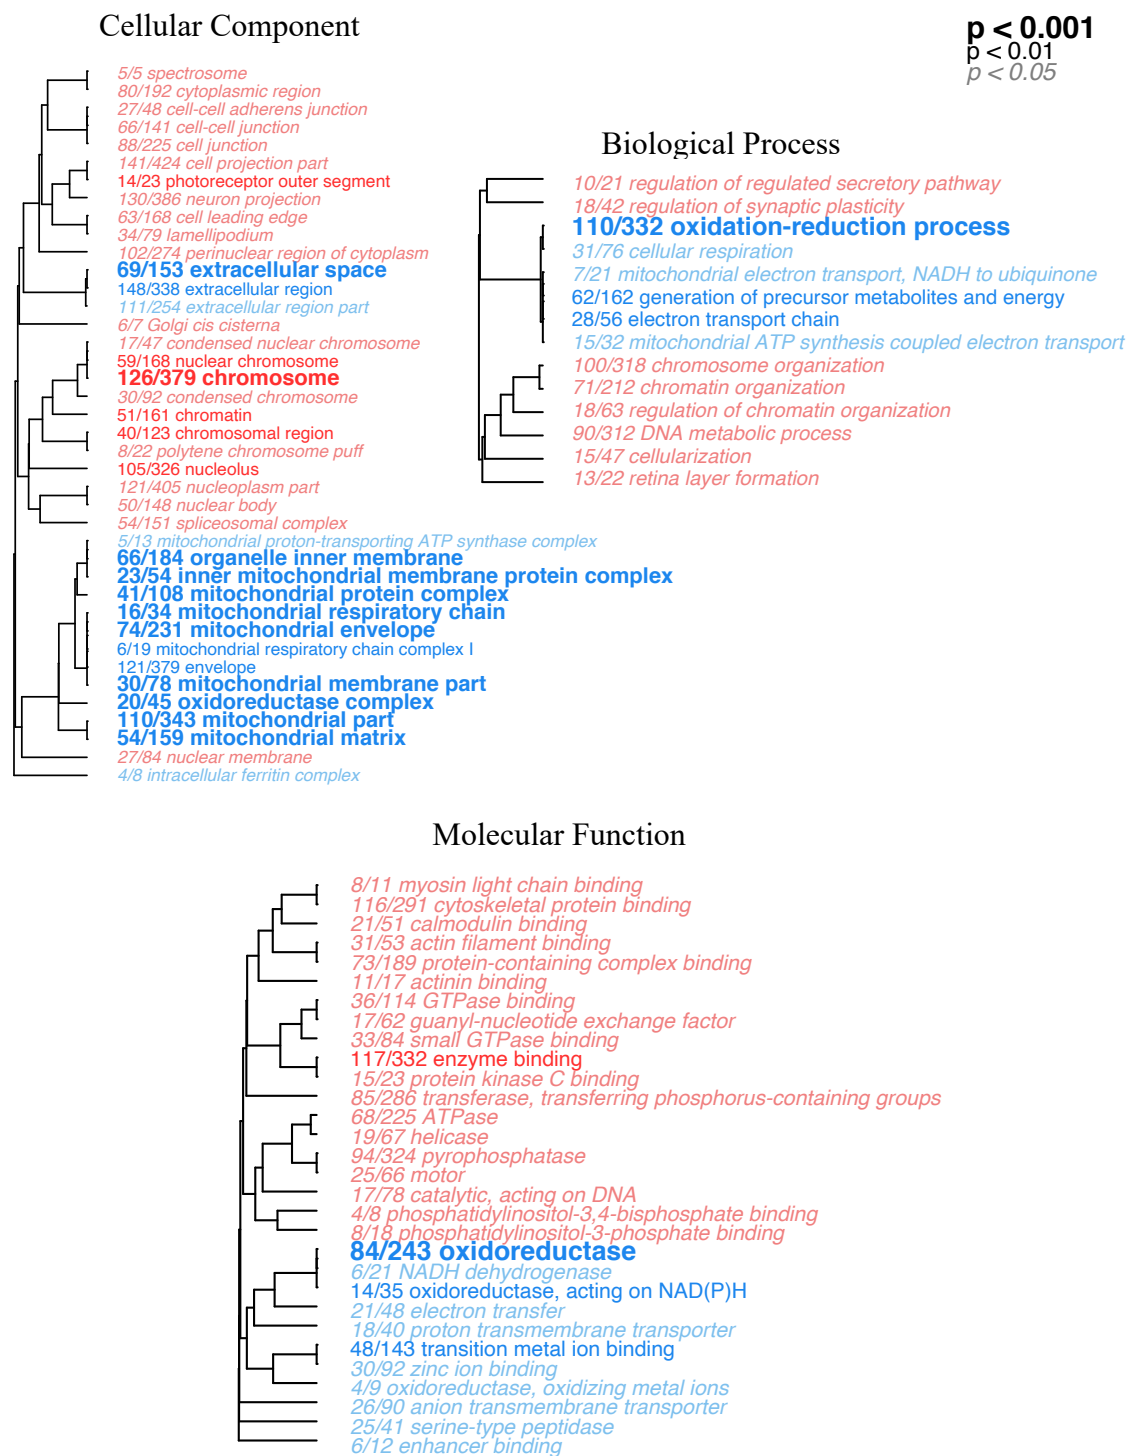 Cellular Component
p < 0.001
p < 0.01
p < 0.05
5/5 spectrosome
80/192 cytoplasmic region
27/48 cell-cell adherens junction
66/141 cell-cell junction
88/225 cell junction
141/424 cell projection part
14/23 photoreceptor outer segment
130/386 neuron projection
63/168 cell leading edge
34/79 lamellipodium
102/274 perinuclear region of cytoplasm
69/153 extracellular space
148/338 extracellular region
111/254 extracellular region part
6/7 Golgi cis cisterna
17/47 condensed nuclear chromosome
59/168 nuclear chromosome
126/379 chromosome
30/92 condensed chromosome
51/161 chromatin
40/123 chromosomal region
8/22 polytene chromosome puff
105/326 nucleolus
121/405 nucleoplasm part
50/148 nuclear body
54/151 spliceosomal complex
5/13 mitochondrial proton-transporting ATP synthase complex
66/184 organelle inner membrane
23/54 inner mitochondrial membrane protein complex
41/108 mitochondrial protein complex
16/34 mitochondrial respiratory chain
74/231 mitochondrial envelope
6/19 mitochondrial respiratory chain complex I
121/379 envelope
30/78 mitochondrial membrane part
20/45 oxidoreductase complex
110/343 mitochondrial part
54/159 mitochondrial matrix
27/84 nuclear membrane
4/8 intracellular ferritin complex
Biological Process
10/21 regulation of regulated secretory pathway
18/42 regulation of synaptic plasticity
110/332 oxidation-reduction process
31/76 cellular respiration
7/21 mitochondrial electron transport, NADH to ubiquinone
62/162 generation of precursor metabolites and energy
28/56 electron transport chain
15/32 mitochondrial ATP synthesis coupled electron transport
100/318 chromosome organization
71/212 chromatin organization
18/63 regulation of chromatin organization
90/312 DNA metabolic process
15/47 cellularization
13/22 retina layer formation
Molecular Function
8/11 myosin light chain binding
116/291 cytoskeletal protein binding
21/51 calmodulin binding
31/53 actin filament binding
73/189 protein-containing complex binding
11/17 actinin binding
36/114 GTPase binding
17/62 guanyl-nucleotide exchange factor
33/84 small GTPase binding
117/332 enzyme binding
15/23 protein kinase C binding
85/286 transferase, transferring phosphorus-containing groups
68/225 ATPase
19/67 helicase
94/324 pyrophosphatase
25/66 motor
17/78 catalytic, acting on DNA
4/8 phosphatidylinositol-3,4-bisphosphate binding
8/18 phosphatidylinositol-3-phosphate binding
84/243 oxidoreductase
6/21 NADH dehydrogenase
14/35 oxidoreductase, acting on NAD(P)H
21/48 electron transfer
18/40 proton transmembrane transporter
48/143 transition metal ion binding
30/92 zinc ion binding
4/9 oxidoreductase, oxidizing metal ions
26/90 anion transmembrane transporter
25/41 serine-type peptidase
6/12 enhancer binding